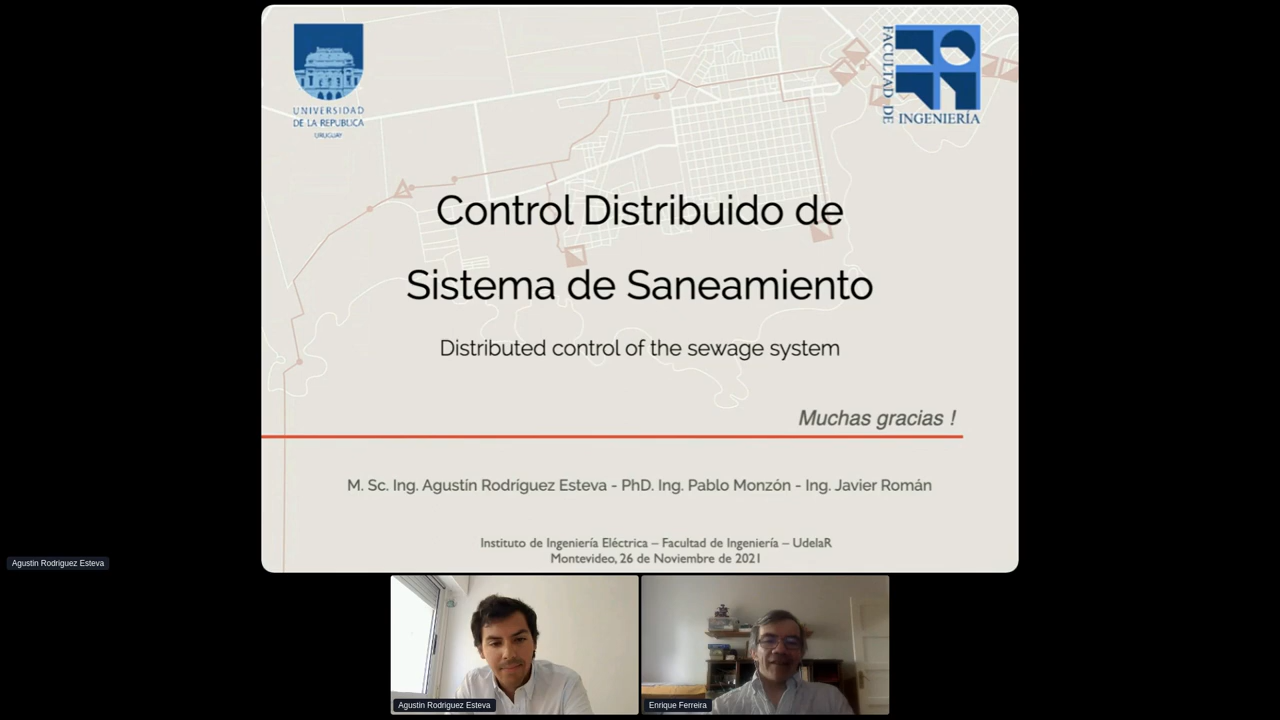 UNIVERSIDAD
DE LA REPUBLICA
URUGUAY
FACULTAD DE
INGENIERÍA
Control Distribuido de
Sistema de Saneamiento
Distributed control of the sewage system
Muchas gracias !
M. Sc. Ing. Agustín Rodríguez Esteva - PhD. Ing. Pablo Monzón - Ing. Javier Román
Instituto de Ingeniería Eléctrica – Facultad de Ingeniería – UdelaR
Montevideo, 26 de Noviembre de 2021
Agustin Rodriguez Esteva
Agustin Rodriguez Esteva
Enrique Ferreira